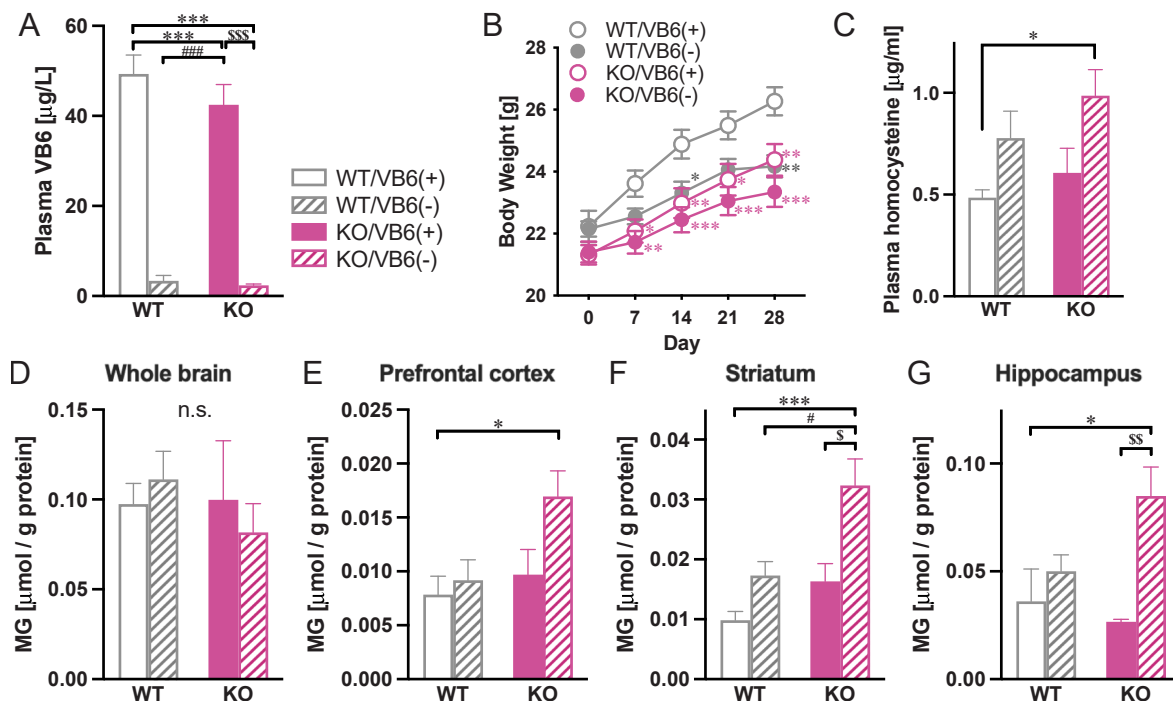 A
Plasma VB6 [μg/L]
60
40
20
0
***
***
$$$
###
WT
KO
WT/VB6(+)
WT/VB6(-)
KO/VB6(+)
KO/VB6(-)
B
Body Weight [g]
28
26
24
22
20
WT/VB6(+)
WT/VB6(-)
KO/VB6(+)
KO/VB6(-)
*
**
*
**
***
*
***
**
**
***
0
7
14
21
28
Day
C
Plasma homocysteine [μg/ml]
1.0
0.5
0.0
*
WT
KO
D
Whole brain
MG [μmol / g protein]
0.15
0.10
0.05
0.00
n.s.
WT
KO
E
Prefrontal cortex
MG [μmol / g protein]
0.025
0.020
0.015
0.010
0.005
0.000
*
WT
KO
F
Striatum
MG [μmol / g protein]
0.04
0.03
0.02
0.01
0.00
***
#
$
WT
KO
G
Hippocampus
MG [μmol / g protein]
0.10
0.05
0.00
*
$$
WT
KO